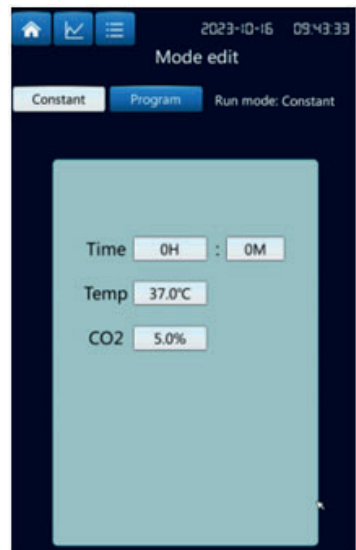 2023-10-16 09:43:33
Mode edit
Constant Program Run mode: Constant
Time 0H : 0M
Temp 37.0℃
CO2 5.0%